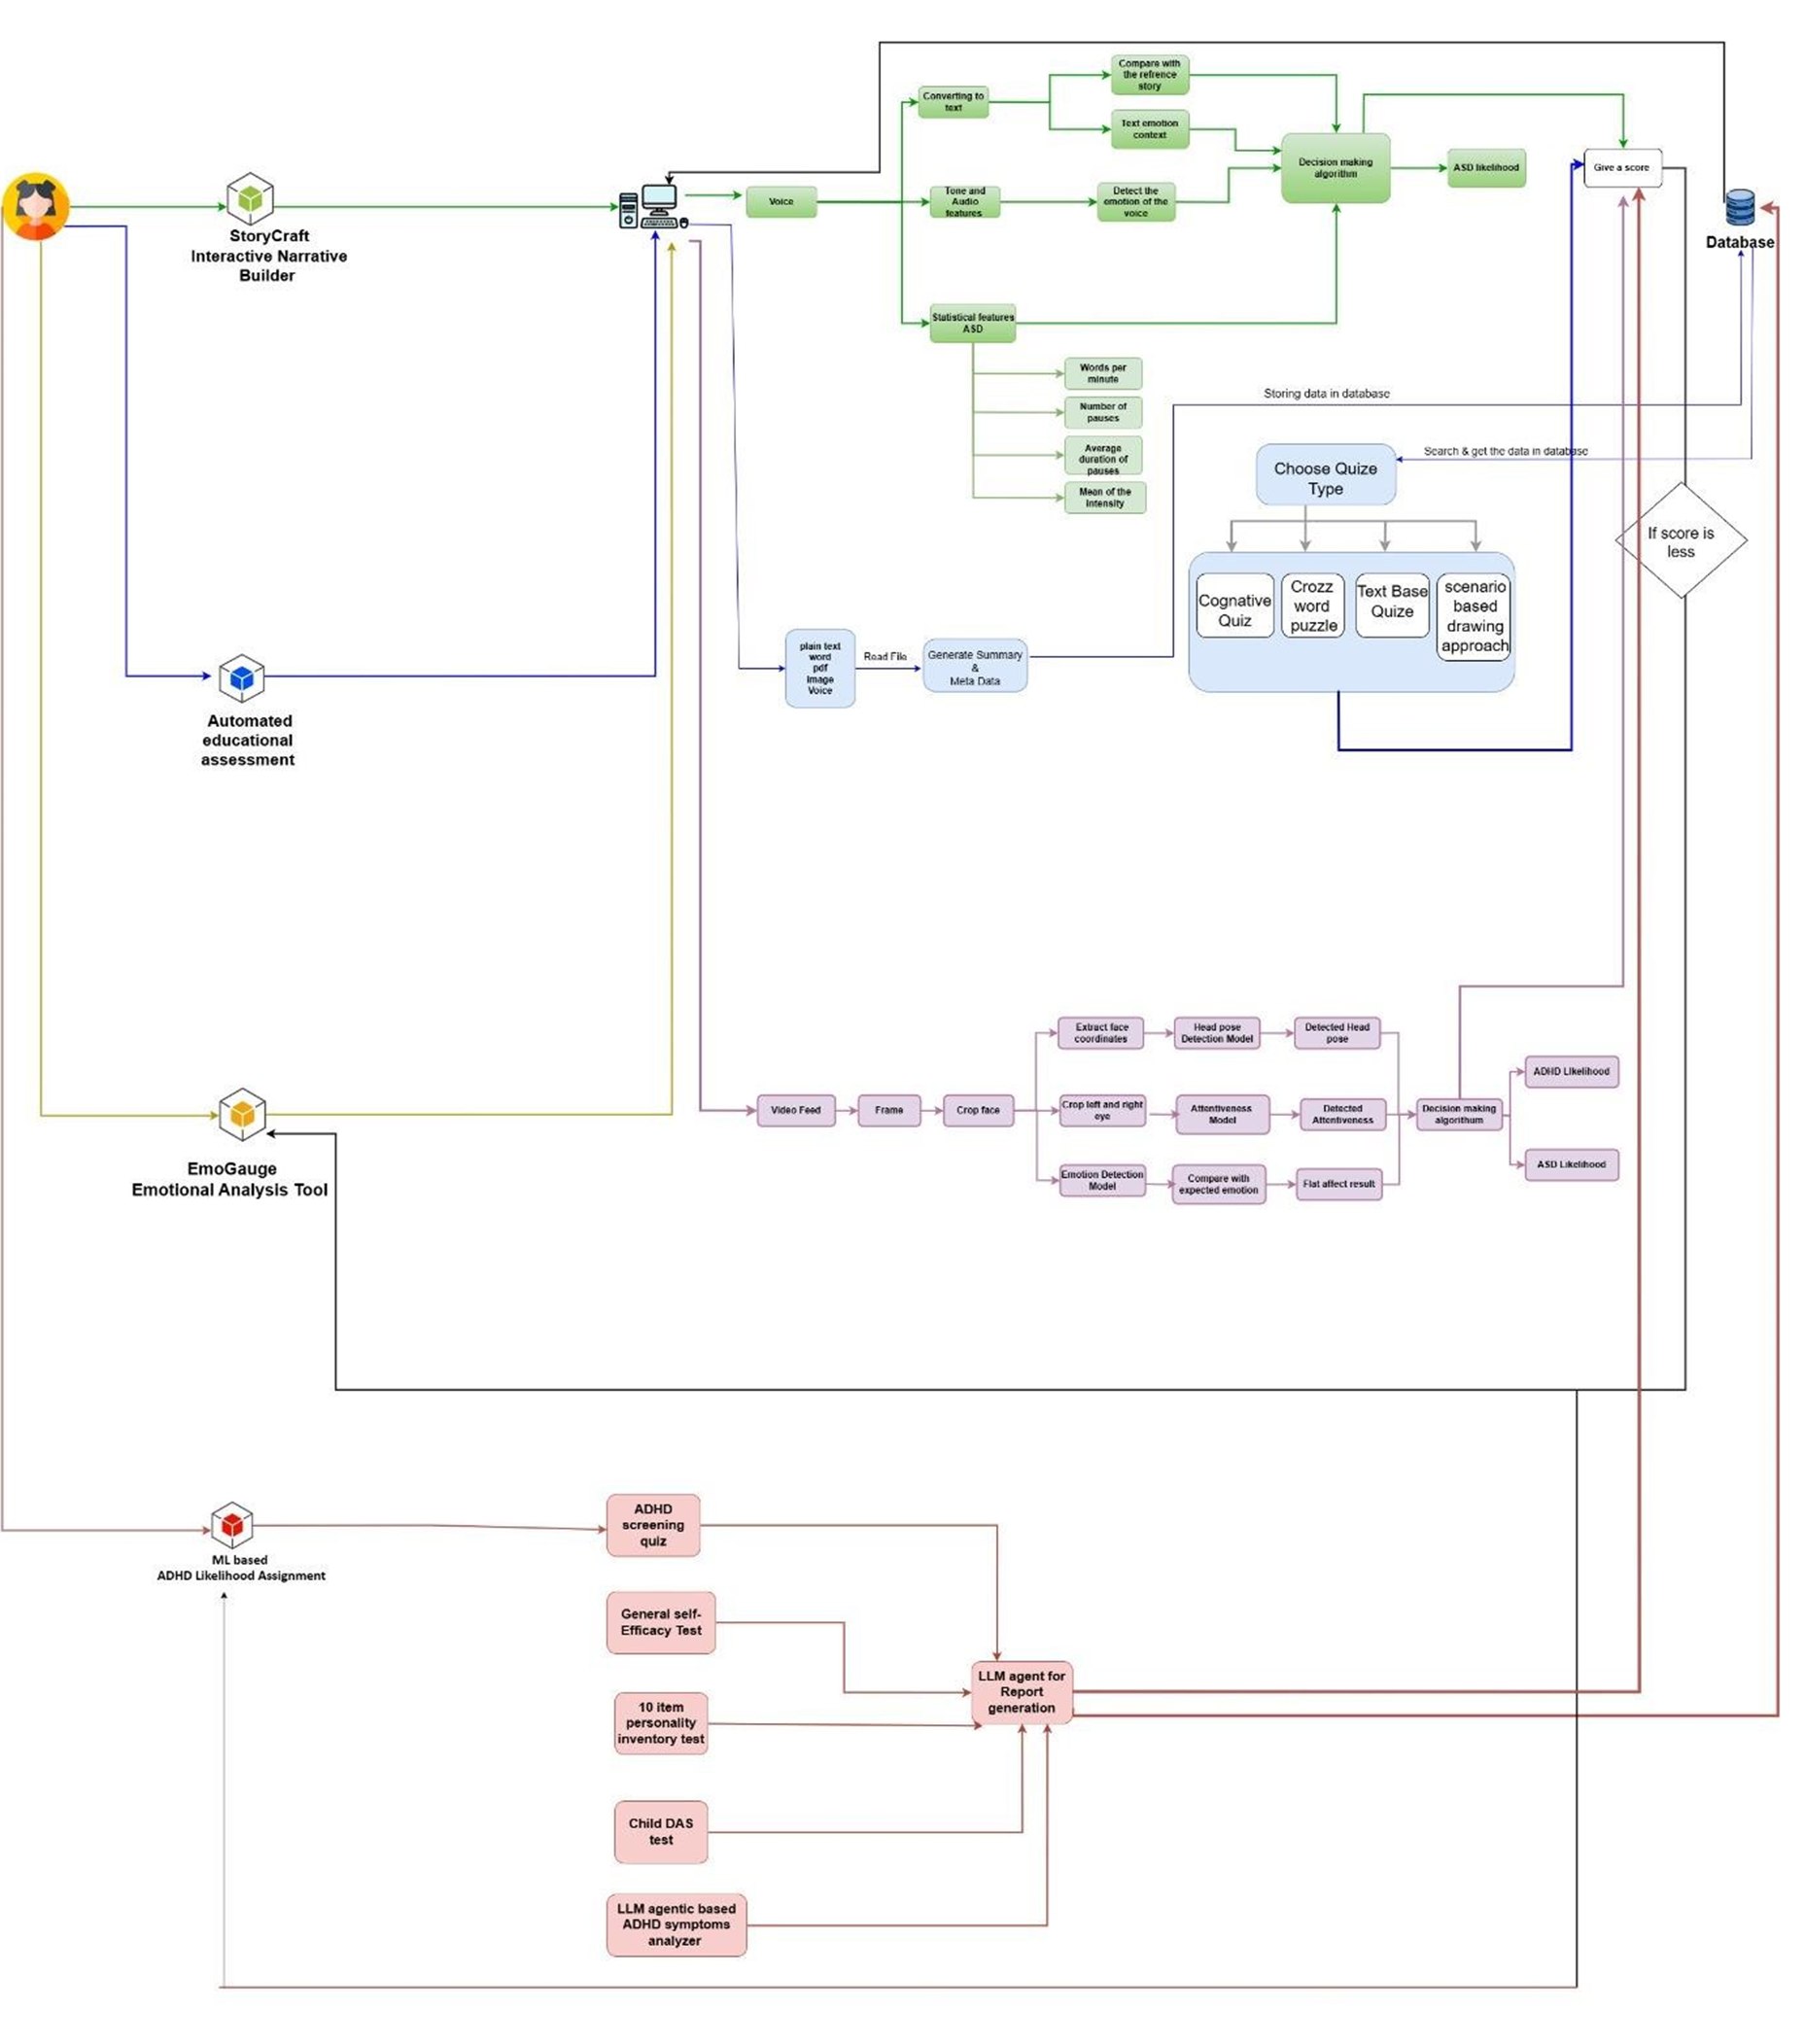 StoryCraft
Interactive Narrative
Builder
Voice
Converting to
text
Compare with
the refrence
story
Text emotion
context
Tone and
Audio
features
Detect the
emotion of the
voice
Decision making
algorithm
ASD likelihood
Give a score
Database
Statistical features
ASD
Words per
minute
Number of
pauses
Average
duration of
pauses
Mean of the
Intensity
Storing data in database
Search & get the data in database
Choose Quize
Type
If score is
less
Cognative
Quiz
Crozz
word
puzzle
Text Base
Quize
scenario
based
drawing
approach
plain text
word
pdf
Image
Voice
Read File
Generate Summary
&
Meta Data
Automated
educational
assessment
EmoGauge
Emotional Analysis Tool
Video Feed
Frame
Crop face
Extract face
coordinates
Head pose
Detection Model
Detected Head
pose
Crop left and right
eye
Attentiveness
Model
Detected
Attentiveness
Emotion Detection
Model
Compare with
expected emotion
Flat affect result
Decision making
algorithum
ADHD Likelihood
ASD Likelihood
ML based
ADHD Likelihood Assignment
ADHD
screening
quiz
General self-
Efficacy Test
10 item
personality
inventory test
Child DAS
test
LLM agentic based
ADHD symptoms
analyzer
LLM agent for
Report
generation